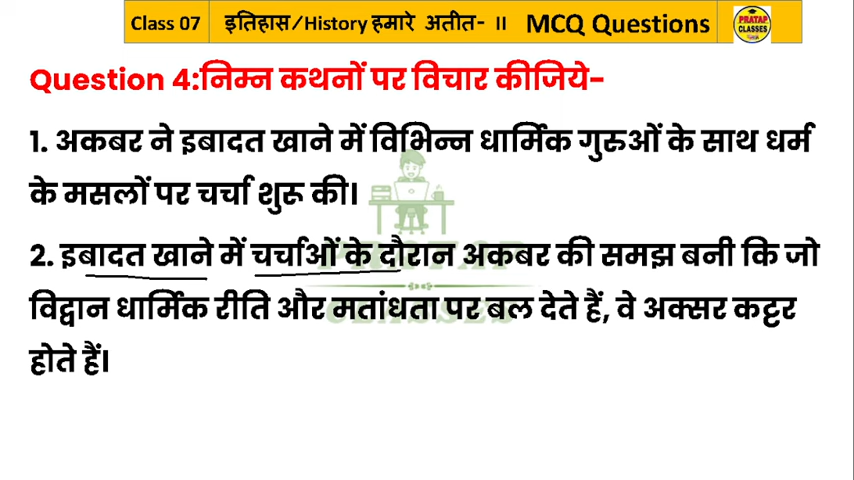 Class 07 इतिहास/History हमारे अतीत- II MCQ Questions
PRATAP
CLASSES
Question 4:निम्न कथनों पर विचार कीजिये-
1. अकबर ने इबादत खाने में विभिन्न धार्मिक गुरुओं के साथ धर्म
के मसलों पर चर्चा शुरू की।
2. इबादत खाने में चर्चाओं के दौरान अकबर की समझ बनी कि जो
विद्वान धार्मिक रीति और मतांधता पर बल देते हैं, वे अक्सर कट्टर
होते हैं।
PRATAP
CLASSES